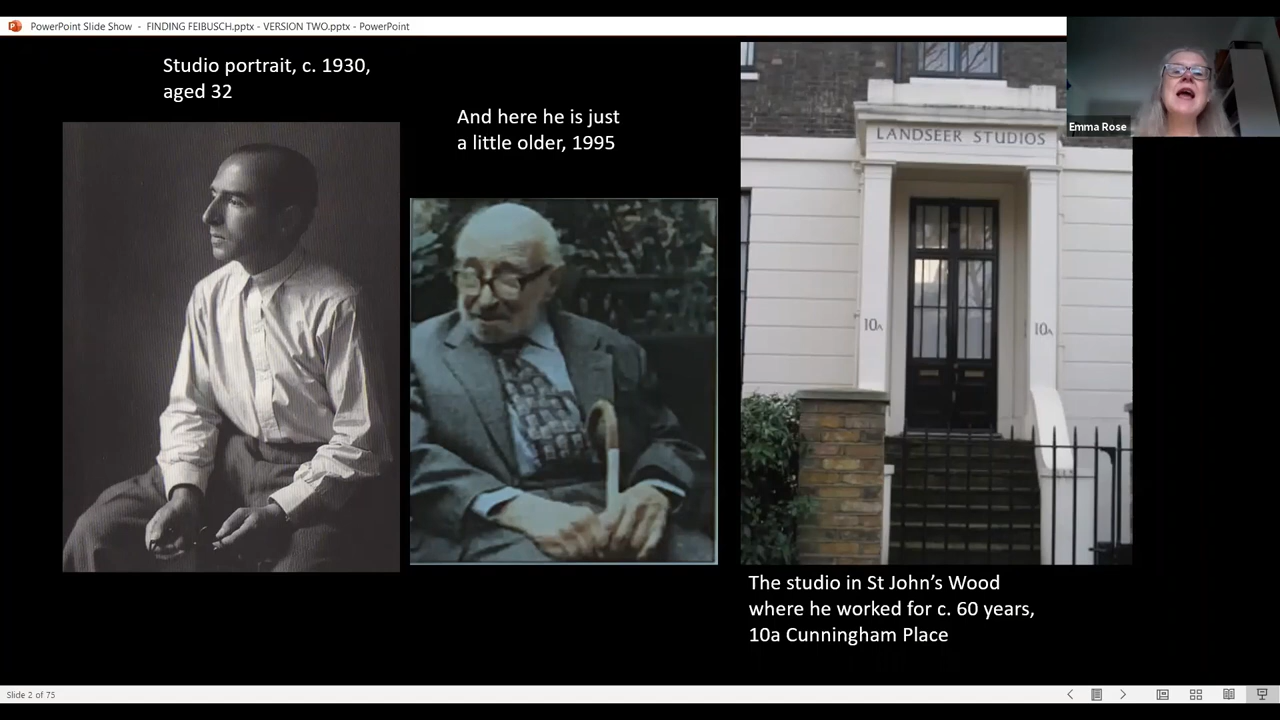 PowerPoint Slide Show - FINDING FEIBUSCH.pptx - VERSION TWO.pptx - PowerPoint
Studio portrait, c. 1930,
aged 32
And here he is just
a little older, 1995
LANDSEER STUDIOS
10A
10A
Emma Rose
The studio in St John’s Wood
where he worked for c. 60 years,
10a Cunningham Place
Slide 2 of 75